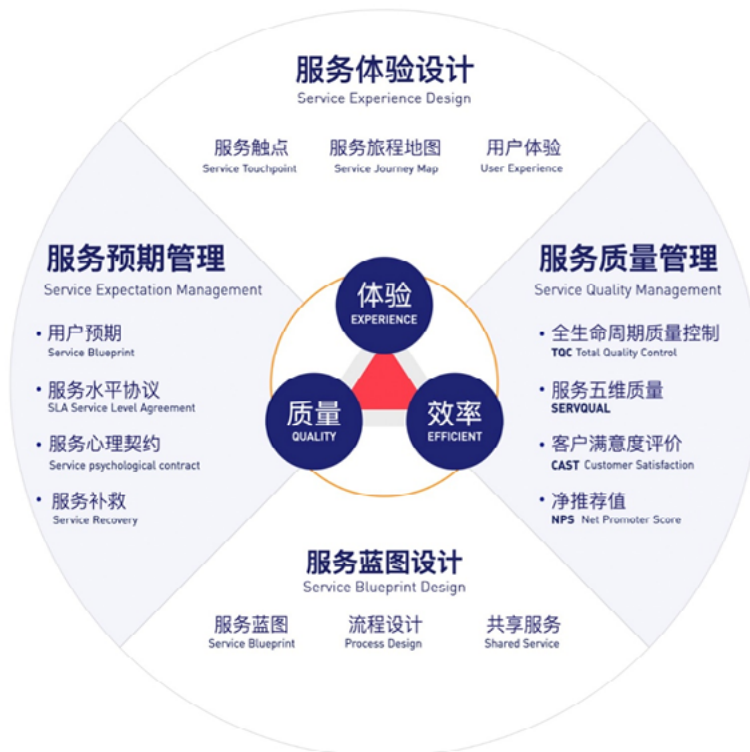 服务体验设计
Service Experience Design
服务触点
Service Touchpoint
服务旅程地图
Service Journey Map
用户体验
User Experience
服务预期管理
Service Expectation Management
• 用户预期
Service Blueprint
• 服务水平协议
SLA Service Level Agreement
• 服务心理契约
Service psychological contract
• 服务补救
Service Recovery
体验
EXPERIENCE
质量
QUALITY
效率
EFFICIENT
服务质量管理
Service Quality Management
• 全生命周期质量控制
TQC Total Quality Control
• 服务五维质量
SERVQUAL
• 客户满意度评价
CAST Customer Satisfaction
• 净推荐值
NPS Net Promoter Score
服务蓝图设计
Service Blueprint Design
服务蓝图
Service Blueprint
流程设计
Process Design
共享服务
Shared Service